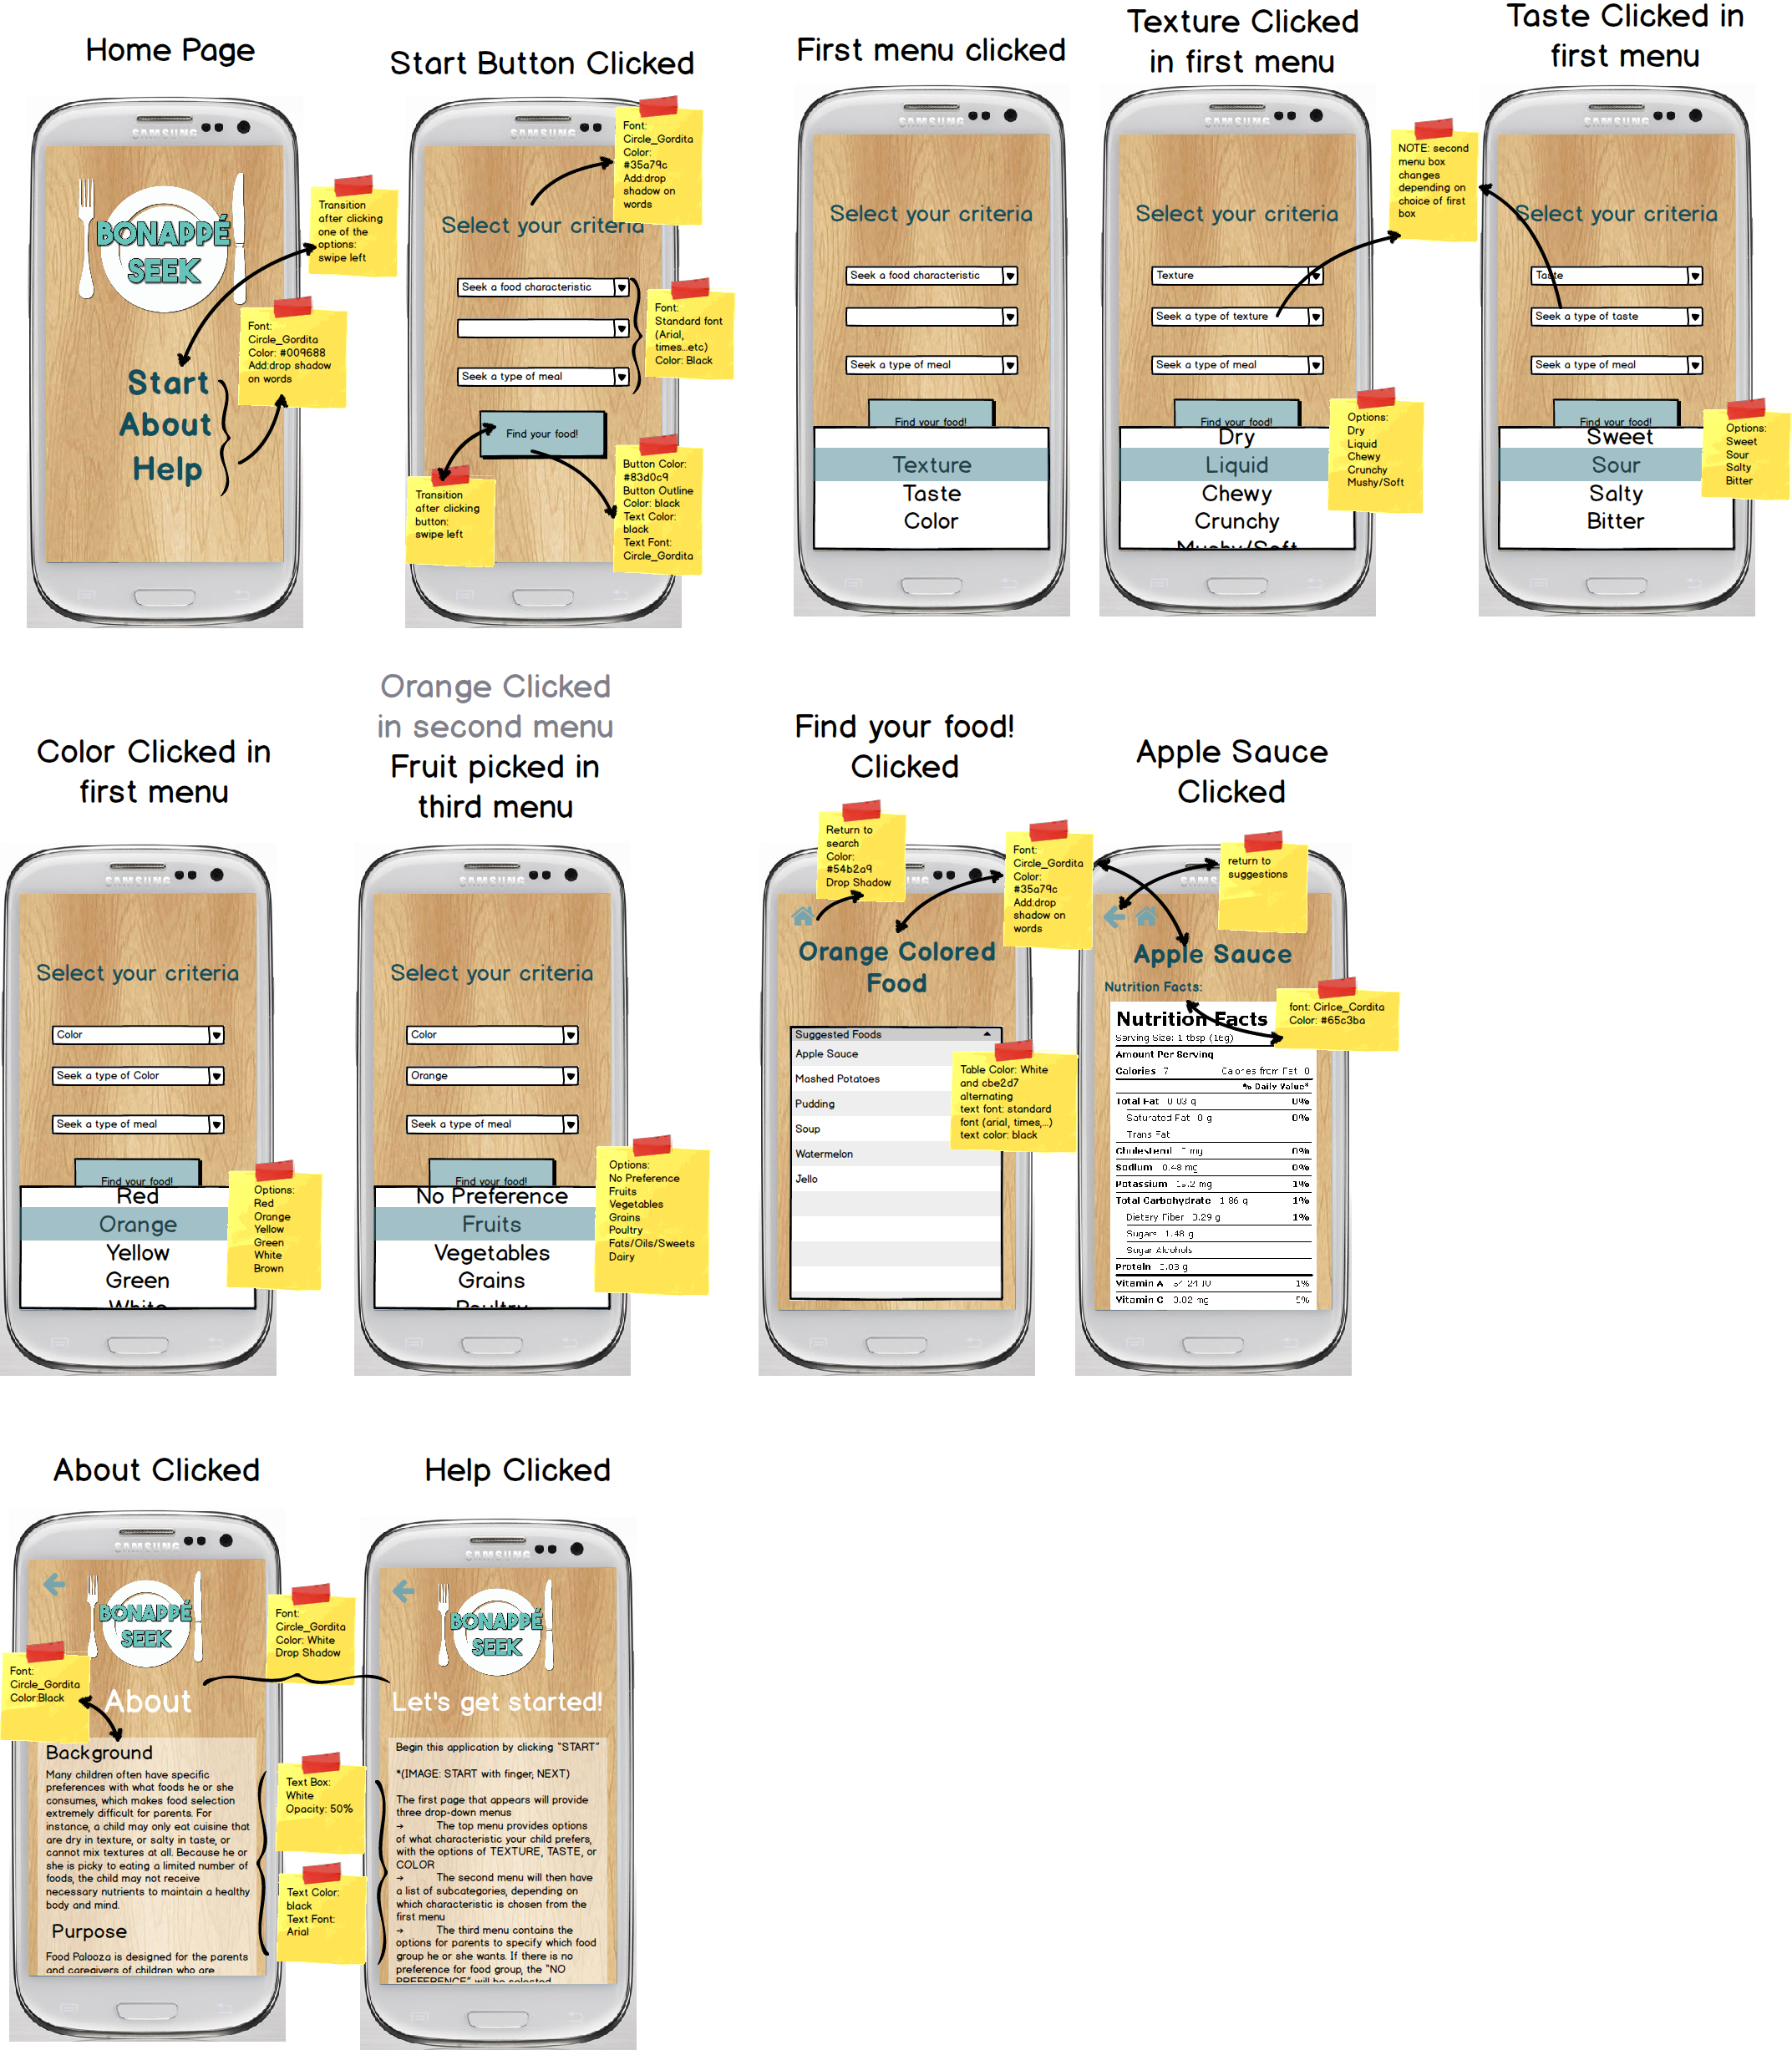 Home Page
SAMSUNG
BONAPPÉ
SEEK
Start
About
Help
Transition
after clicking
one of the
options:
swipe left
Font:
Circle_Gordita
Color: #009688
Add:drop shadow
on words
Start Button Clicked
SAMSUNG
Select your criteria
Seek a food characteristic
Seek a type of meal
Find your food!
Font:
Circle_Gordita
Color:
#35a79c
Add:drop
shadow on
words
Font:
Standard font
(Arial,
times...etc)
Color: Black
Transition
after clicking
button:
swipe left
Button Color:
#83d0c9
Button Outline
Color: black
Text Color:
black
Text Font:
Circle_Gordita
First menu clicked
SAMSUNG
Select your criteria
Seek a food characteristic
Seek a type of meal
Find your food!
Texture
Taste
Color
Texture Clicked
in first menu
SAMSUNG
Select your criteria
Texture
Seek a type of texture
Seek a type of meal
Find your food!
Dry
Liquid
Chewy
Crunchy
Mushy/Soft
Options:
Dry
Liquid
Chewy
Crunchy
Mushy/Soft
NOTE: second
menu box
changes
depending on
choice of first
box
Taste Clicked in
first menu
SAMSUNG
Select your criteria
Taste
Seek a type of taste
Seek a type of meal
Find your food!
Sweet
Sour
Salty
Bitter
Options:
Sweet
Sour
Salty
Bitter
Color Clicked in
first menu
SAMSUNG
Select your criteria
Color
Seek a type of Color
Seek a type of meal
Find your food!
Red
Orange
Yellow
Green
White
Options:
Red
Orange
Yellow
Green
White
Brown
Orange Clicked
in second menu
Fruit picked in
third menu
SAMSUNG
Select your criteria
Color
Orange
Seek a type of meal
Find your food!
No Preference
Fruits
Vegetables
Grains
Poultry
Options:
No Preference
Fruits
Vegetables
Grains
Poultry
Fats/Oils/Sweets
Dairy
Find your food!
Clicked
Return to
search
Color:
#54b2a9
Drop Shadow
Font:
Circle_Gordita
Color:
#35a79c
Add:drop
shadow on
words
Orange Colored
Food
Suggested Foods
Apple Sauce
Mashed Potatoes
Pudding
Soup
Watermelon
Jello
Table Color: White
and cbe2d7
alternating
text font: standard
font (arial, times,...)
text color: black
Apple Sauce
Clicked
return to
suggestions
Apple Sauce
Nutrition Facts:
font: Cirlce_Cordita
Color: #65c3ba
Nutrition Facts
Serving Size: 1 tbsp (16g)
Amount Per Serving
Calories 7 Calories from Fat 0
% Daily Value*
Total Fat 0.03 g 0%
Saturated Fat 0 g 0%
Trans Fat
Cholesterol mg 0%
Sodium 0.48 mg 0%
Potassium mg 1%
Total Carbohydrate 1.86 g 1%
Dietary Fiber 0.29 g 1%
Sugars 1.48 g
Sugar Alcohols
Protein 0.03 g
Vitamin A IU 1%
Vitamin C 0.02 mg 5%
About Clicked
SAMSUNG
BONAPPÉ
SEEK
About
Font:
Circle_Gordita
Color:Black
Font:
Circle_Gordita
Color: White
Drop Shadow
Background
Many children often have specific
preferences with what foods he or she
consumes, which makes food selection
extremely difficult for parents. For
instance, a child may only eat cuisine that
are dry in texture, or salty in taste, or
cannot mix textures at all. Because he or
she is picky to eating a limited number of
foods, the child may not receive
necessary nutrients to maintain a healthy
body and mind.
Purpose
Food Palooza is designed for the parents
and caregivers of children who are
Text Box:
White
Opacity: 50%
Text Color:
black
Text Font:
Arial
Help Clicked
SAMSUNG
BONAPPÉ
SEEK
Let's get started!
Begin this application by clicking "START"
*(IMAGE: START with finger, NEXT)
The first page that appears will provide
three drop-down menus
→ The top menu provides options
of what characteristic your child prefers,
with the options of TEXTURE, TASTE, or
COLOR
→ The second menu will then have
a list of subcategories, depending on
which characteristic is chosen from the
first menu
→ The third menu contains the
options for parents to specify which food
group he or she wants. If there is no
preference for food group, the "NO
PREFERENCE" will be selected